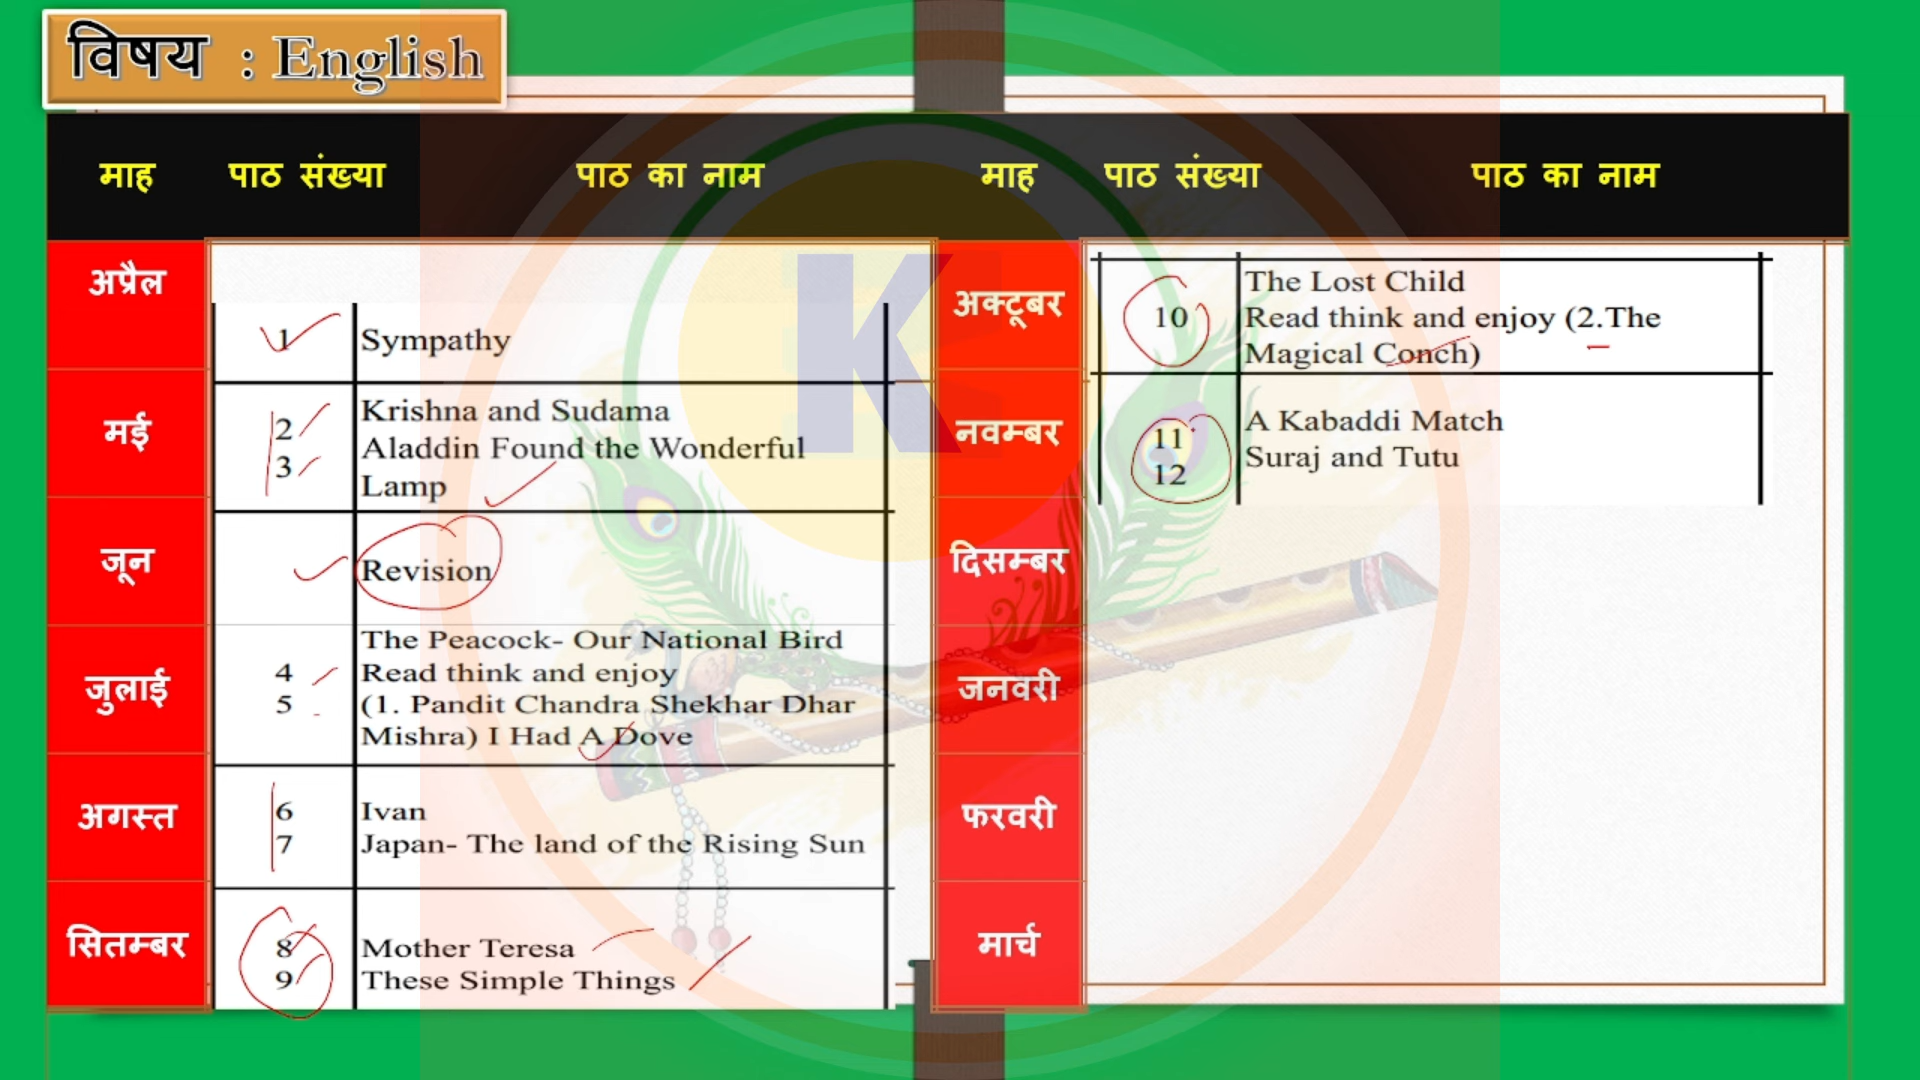 विषय : English
माह पाठ संख्या पाठ का नाम माह पाठ संख्या पाठ का नाम
अप्रैल
1 Sympathy
मई
2 Krishna and Sudama
3 Aladdin Found the Wonderful
Lamp
जून
Revision
जुलाई
The Peacock- Our National Bird
4 Read think and enjoy
5 (1. Pandit Chandra Shekhar Dhar
Mishra) I Had A Dove
अगस्त
6 Ivan
7 Japan- The land of the Rising Sun
सितम्बर
8 Mother Teresa
9 These Simple Things
अक्टूबर
The Lost Child
10 Read think and enjoy (2.The
Magical Conch)
नवम्बर
11 A Kabaddi Match
12 Suraj and Tutu
दिसम्बर
जनवरी
फरवरी
मार्च
K